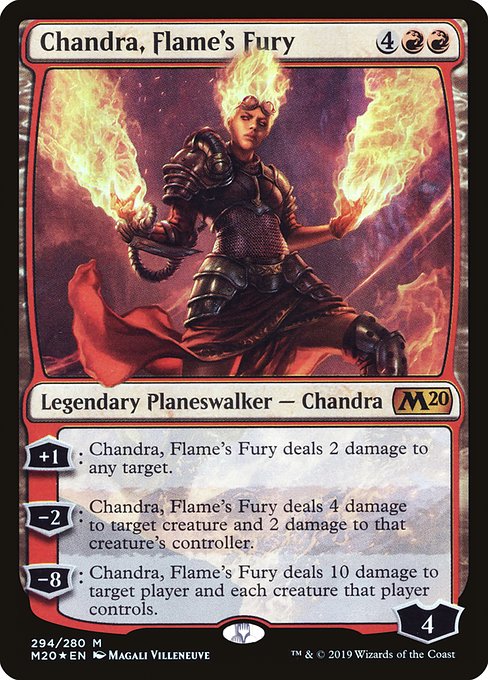 Chandra, Flame's Fury 4
Legendary Planeswalker — Chandra M20
+1 : Chandra, Flame's Fury deals 2 damage to
any target.
-2 : Chandra, Flame's Fury deals 4 damage
to target creature and 2 damage to that
creature's controller.
-8 : Chandra, Flame's Fury deals 10 damage to
target player and each creature that player
controls.
4
294/280 M
M20★EN Magali Villeneuve
™ & © 2019 Wizards of the Coast